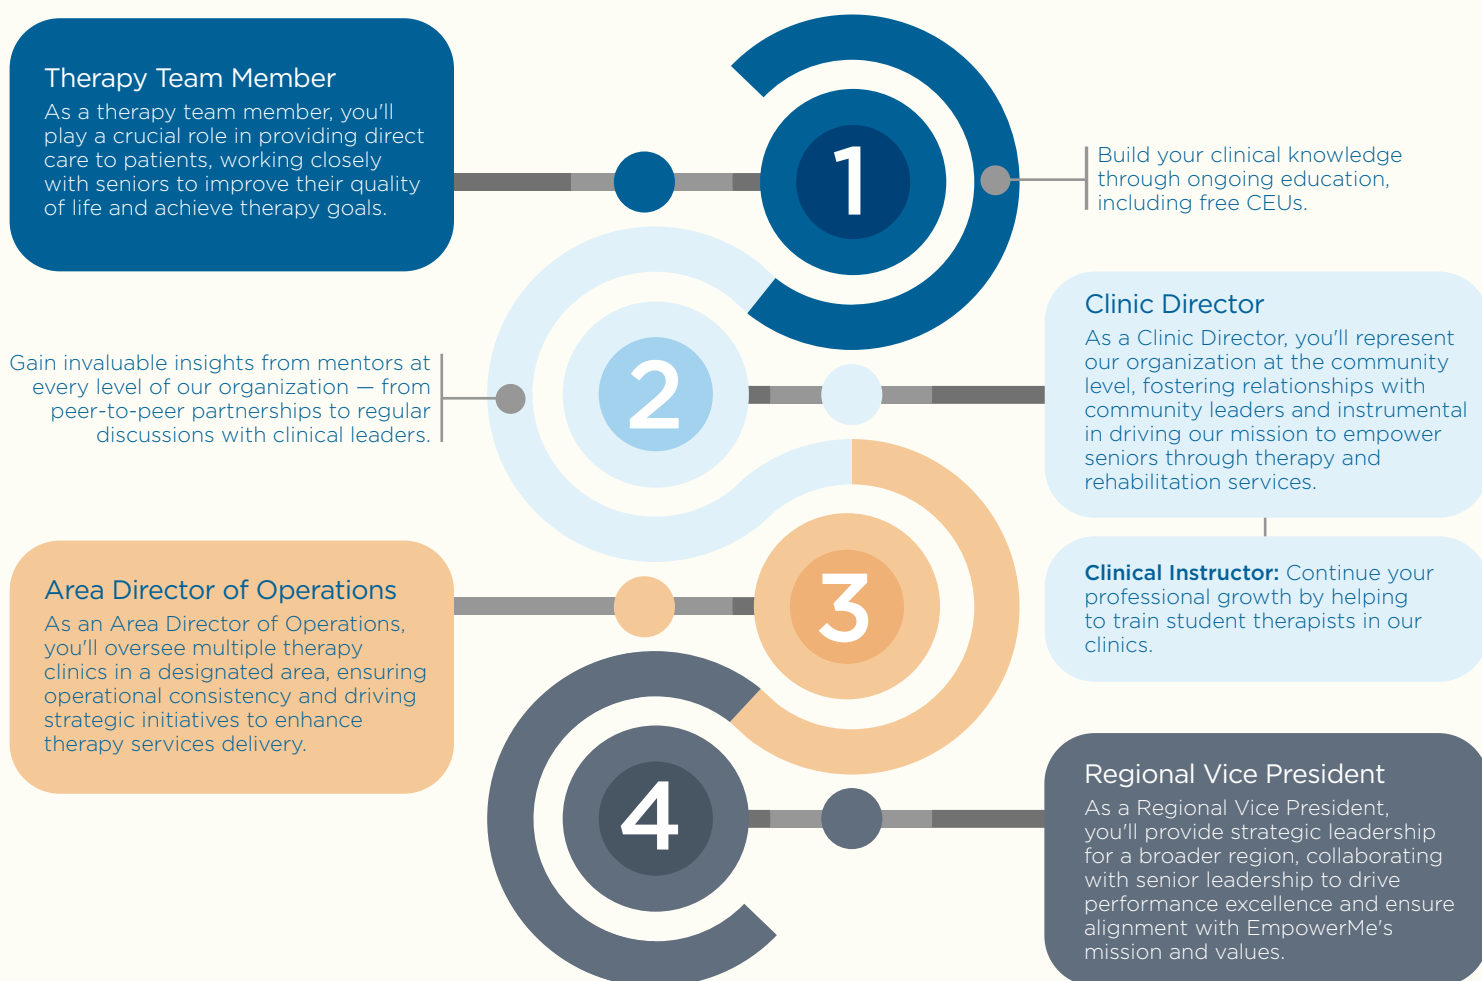 Therapy Team Member
As a therapy team member, you'll
play a crucial role in providing direct
care to patients, working closely
with seniors to improve their quality
of life and achieve therapy goals.
1
Build your clinical knowledge
through ongoing education,
including free CEUs.
Gain invaluable insights from mentors at
every level of our organization — from
peer-to-peer partnerships to regular
discussions with clinical leaders.
2
Clinic Director
As a Clinic Director, you'll represent
our organization at the community
level, fostering relationships with
community leaders and instrumental
in driving our mission to empower
seniors through therapy and
rehabilitation services.
Clinical Instructor: Continue your
professional growth by helping
to train student therapists in our
clinics.
Area Director of Operations
As an Area Director of Operations,
you'll oversee multiple therapy
clinics in a designated area, ensuring
operational consistency and driving
strategic initiatives to enhance
therapy services delivery.
3
4
Regional Vice President
As a Regional Vice President,
you'll provide strategic leadership
for a broader region, collaborating
with senior leadership to drive
performance excellence and ensure
alignment with EmpowerMe's
mission and values.